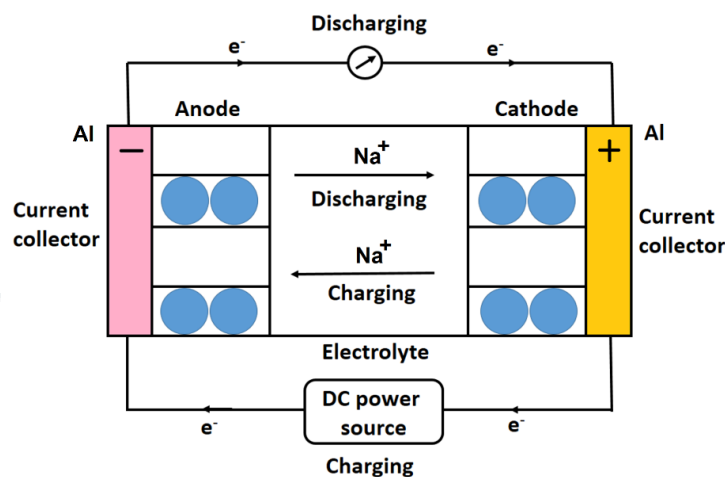 Discharging
e-
e-
Anode
Cathode
Al
Al
−
+
Na+
Discharging
Current
collector
Current
collector
Na+
Charging
Electrolyte
DC power
source
e-
e-
Charging